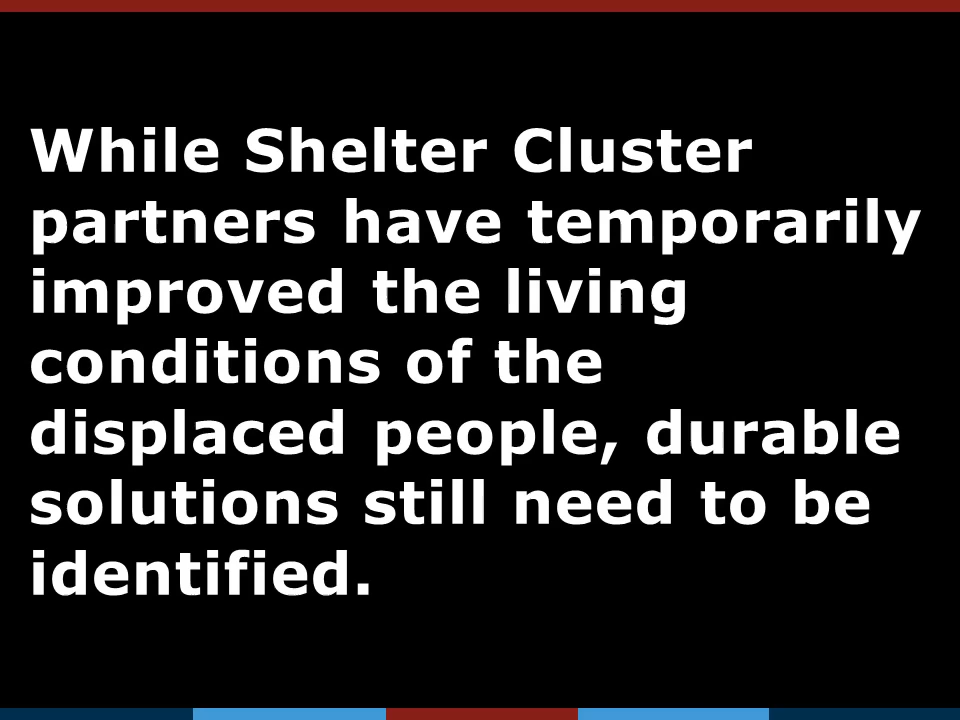 While Shelter Cluster
partners have temporarily
improved the living
conditions of the
displaced people, durable
solutions still need to be
identified.